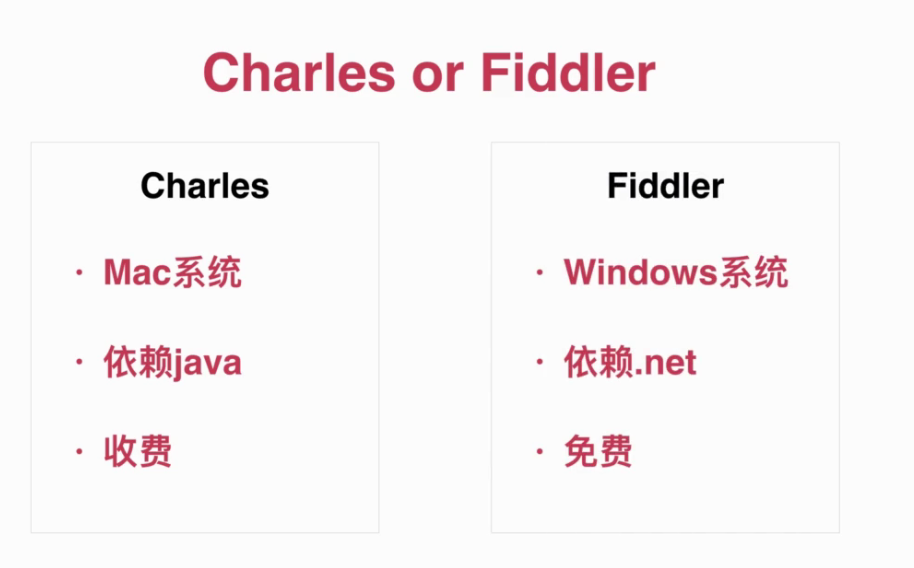 Charles or Fiddler
Charles
· Mac系统
· 依赖java
· 收费
Fiddler
· Windows系统
· 依赖.net
· 免费